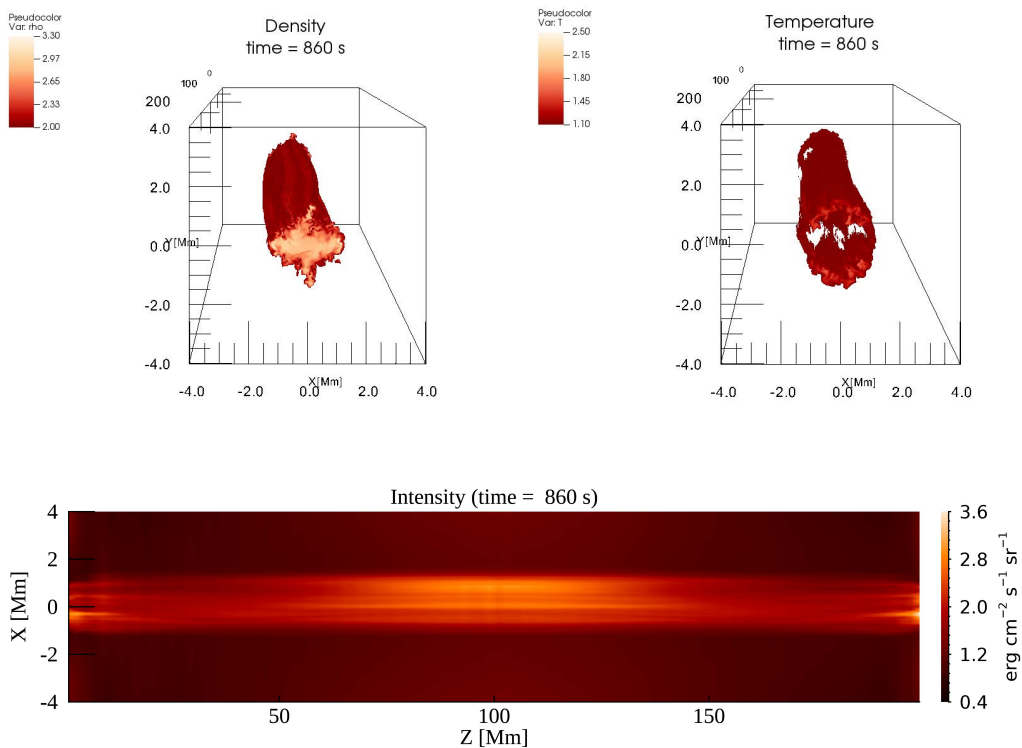 Pseudocolor
Var: rho
3.30
2.97
2.65
2.33
2.00
Density
time = 860 s
0
100
200
4.0
2.0
0.0
Y[Mm]
-2.0
-4.0
X[Mm]
-4.0 -2.0 0.0 2.0 4.0
Pseudocolor
Var: T
2.50
2.15
1.80
1.45
1.10
Temperature
time = 860 s
0
100
200
4.0
2.0
0.0
Y[Mm]
-2.0
-4.0
X[Mm]
-4.0 -2.0 0.0 2.0 4.0
Intensity (time = 860 s)
4
2
0
-2
-4
X [Mm]
50 100 150
Z [Mm]
3.6
2.8
2.0
1.2
0.4
erg cm⁻² s⁻¹ sr⁻¹